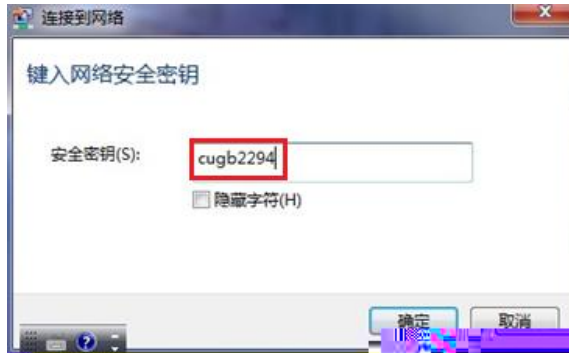 连接到网络
键入网络安全密钥
安全密钥(S):
cugb2294
隐藏字符(H)
确定
取消